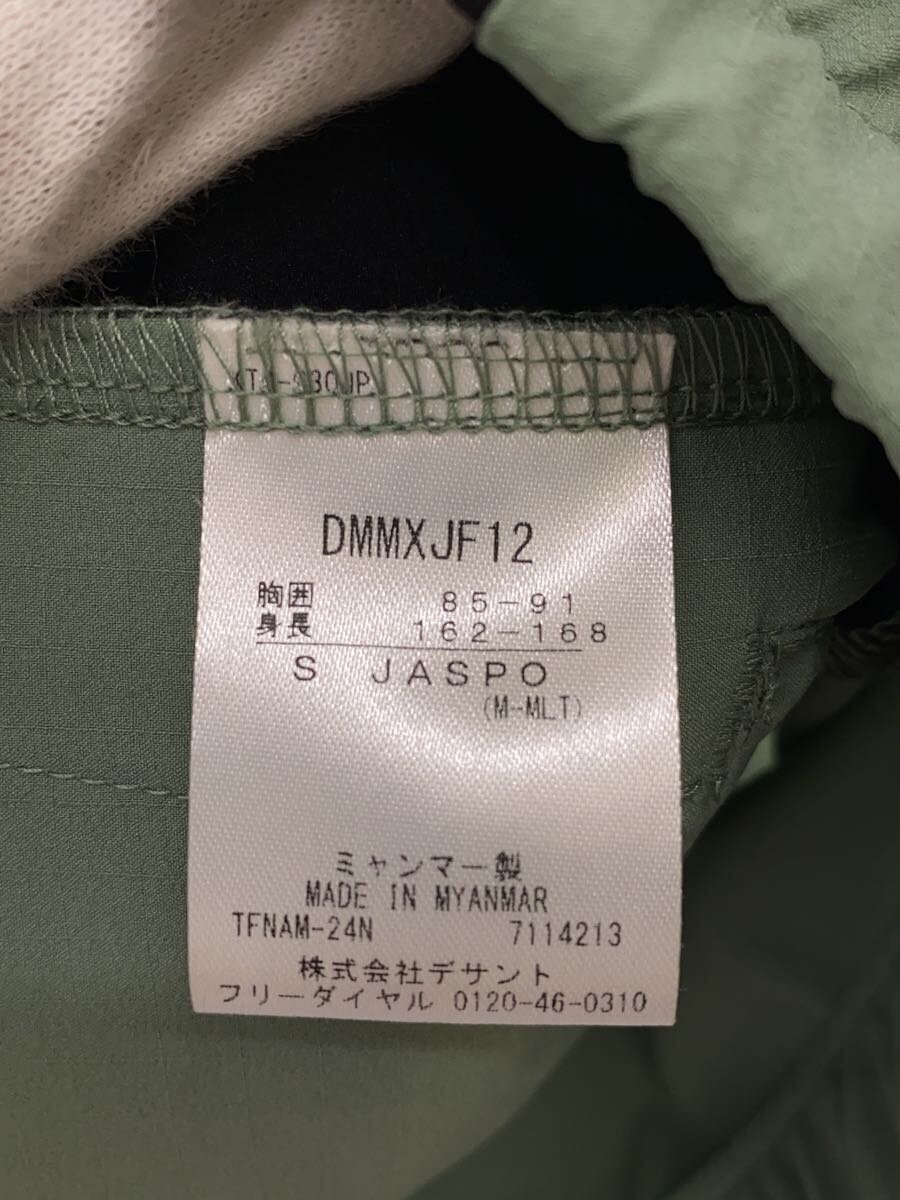 DMMXJF12
胸囲 85-91
身長 162-168
S JASPO
(M-MLT)
ミャンマー製
MADE IN MYANMAR
TFNAM-24N 7114213
株式会社デサント
フリーダイヤル 0120-46-0310